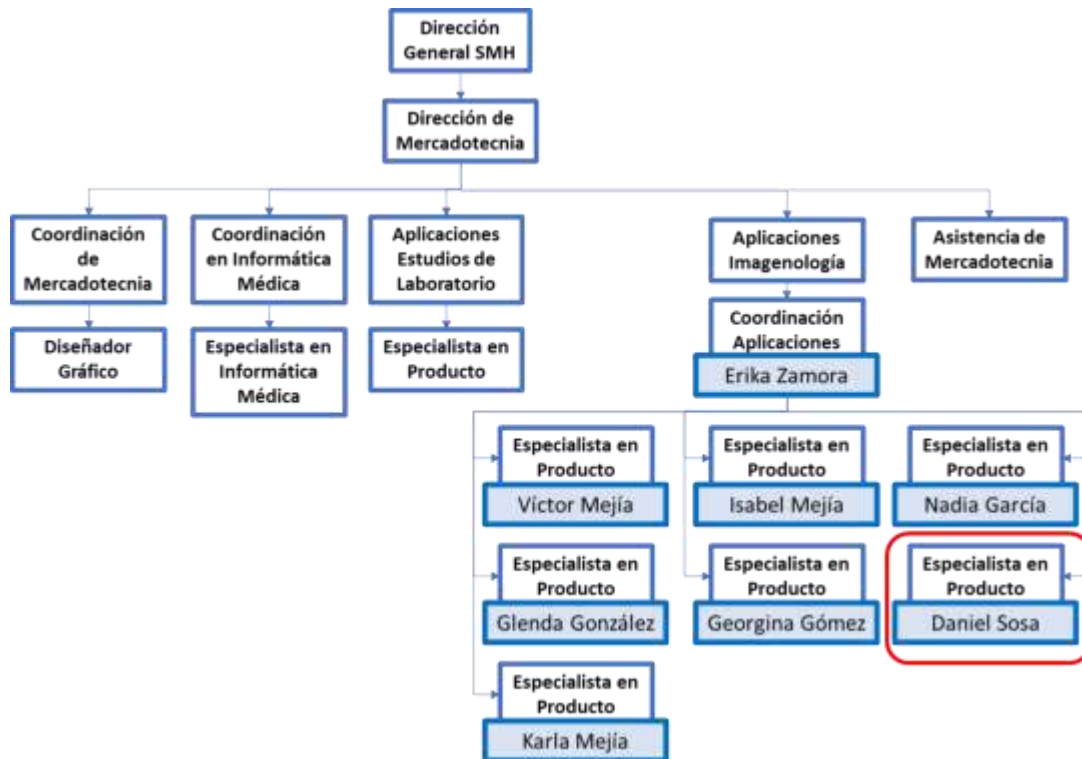 Dirección
General SMH
Dirección de
Mercadotecnia
Coordinación
de
Mercadotecnia
Coordinación
en Informática
Médica
Aplicaciones
Estudios de
Laboratorio
Aplicaciones
Imagenología
Asistencia de
Mercadotecnia
Diseñador
Gráfico
Especialista en
Informática
Médica
Especialista en
Producto
Coordinación
Aplicaciones
Erika Zamora
Especialista en
Producto
Víctor Mejía
Especialista en
Producto
Isabel Mejía
Especialista en
Producto
Nadia García
Especialista en
Producto
Glenda González
Especialista en
Producto
Georgina Gómez
Especialista en
Producto
Daniel Sosa
Especialista en
Producto
Karla Mejía